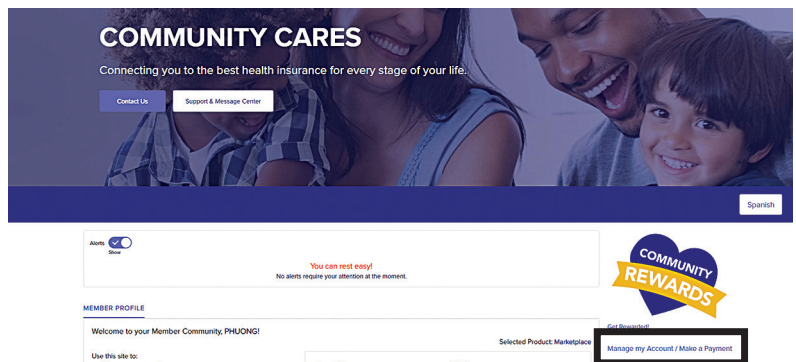 COMMUNITY CARES
Connecting you to the best health insurance for every stage of your life.
Contact Us
Support & Message Center
Spanish
Alerts
Show
You can rest easy!
No alerts require your attention at the moment.
COMMUNITY
REWARDS
MEMBER PROFILE
Welcome to your Member Community, PHUONG!
Get Rewarded!
Selected Product: Marketplace
Manage my Account / Make a Payment
Use this site to: